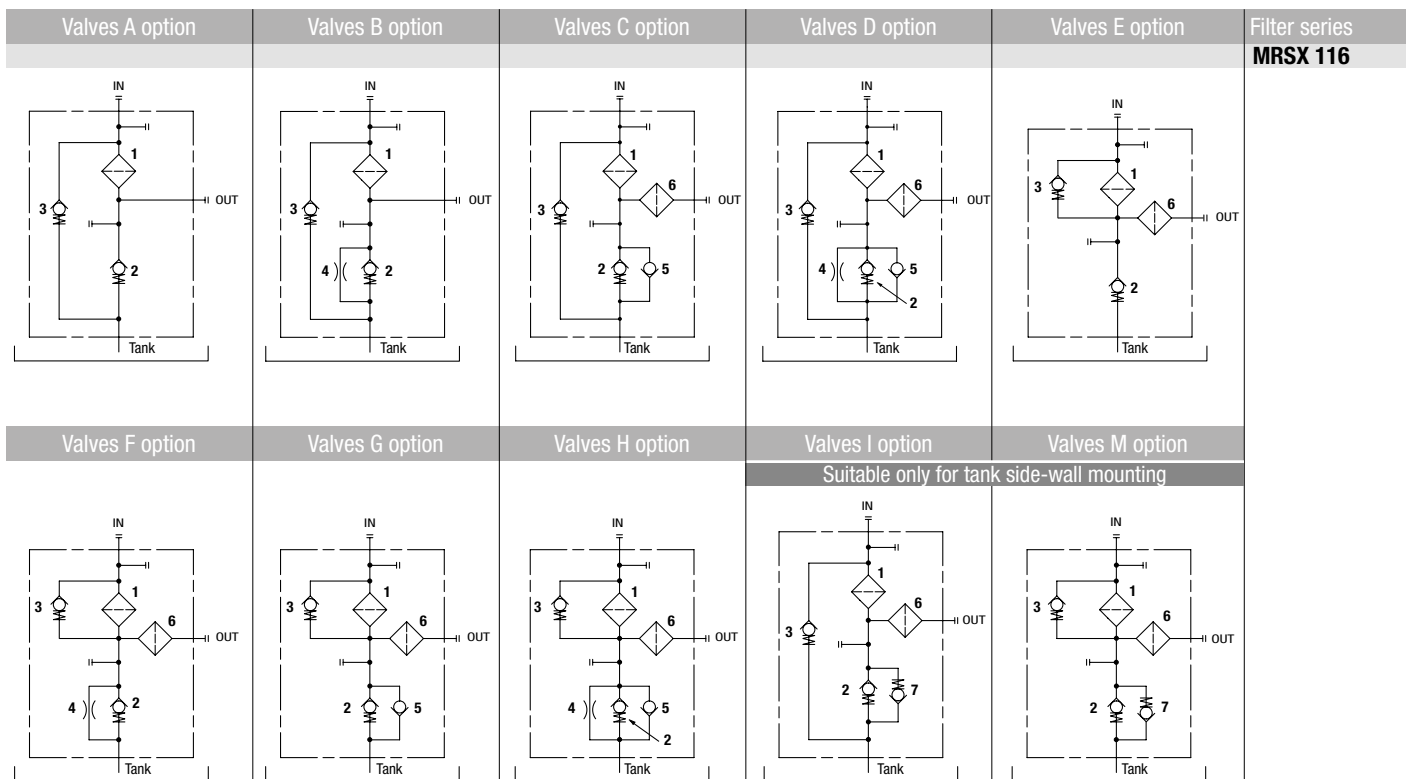 Valves A option
Valves B option
Valves C option
Valves D option
Valves E option
Filter series
MRSX 116
IN
1
3
OUT
2
Tank
IN
1
3
OUT
4
2
Tank
IN
1
6
3
OUT
2
5
Tank
IN
1
6
3
OUT
4
5
2
Tank
IN
1
3
6
OUT
2
Tank
Valves F option
Valves G option
Valves H option
Valves I option
Valves M option
Suitable only for tank side-wall mounting
IN
1
3
6
OUT
4
2
Tank
IN
1
3
6
OUT
2
5
Tank
IN
1
3
6
OUT
4
5
2
Tank
IN
1
6
3
OUT
2
7
Tank
IN
1
3
6
OUT
2
7
Tank